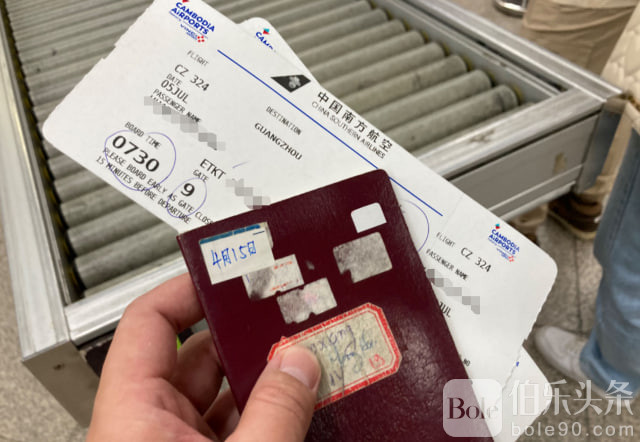 CAMBODIA
AIRPORTS
FLIGHT
CZ 324
DATE
05JUL
PASSENGER NAME
DESTINATION
GUANGZHOU
中国南方航空
CHINA SOUTHERN AIRLINES
BOARD TIME
0730
ETKT
GATE
9
PLEASE BOARD EARLY AS GATE CLOSE
15 MINUTES BEFORE DEPARTURE
FLIGHT
CZ 324
PASSENGER NAME
CAMBODIA
AIRPORTS
4月15日
Bole
伯乐头条
bole90.com